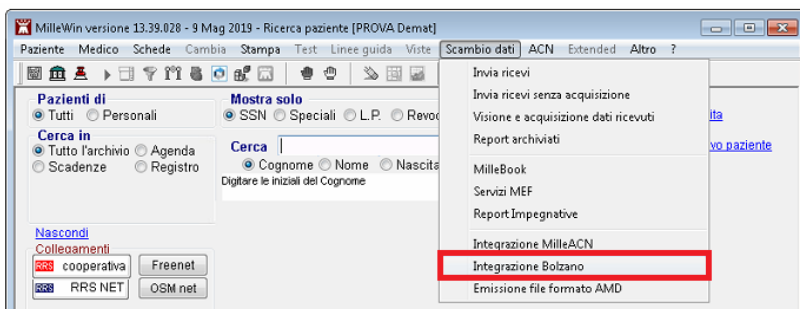 MilleWin versione 13.39.028 - 9 Mag 2019 - Ricerca paziente [PROVA Demat]
Paziente Medico Schede Cambia Stampa Test Linee guida Viste Scambio dati ACN Extended Altro ?
Pazienti di
Tutti Personali
Mostra solo
SSN Speciali L.P. Revoc
Cerca in
Tutto l'archivio Agenda
Scadenze Registro
Cerca
Cognome Nome Nascita
Digitare le iniziali del Cognome
Nascondi
Collegamenti
RRS cooperativa Freenet
RRS RRS NET OSM net
Invia ricevi
Invia ricevi senza acquisizione
Visione e acquisizione dati ricevuti
Report archiviati
MilleBook
Servizi MEF
Report Impegnative
Integrazione MilleACN
Integrazione Bolzano
Emissione file formato AMD
ita
vo paziente